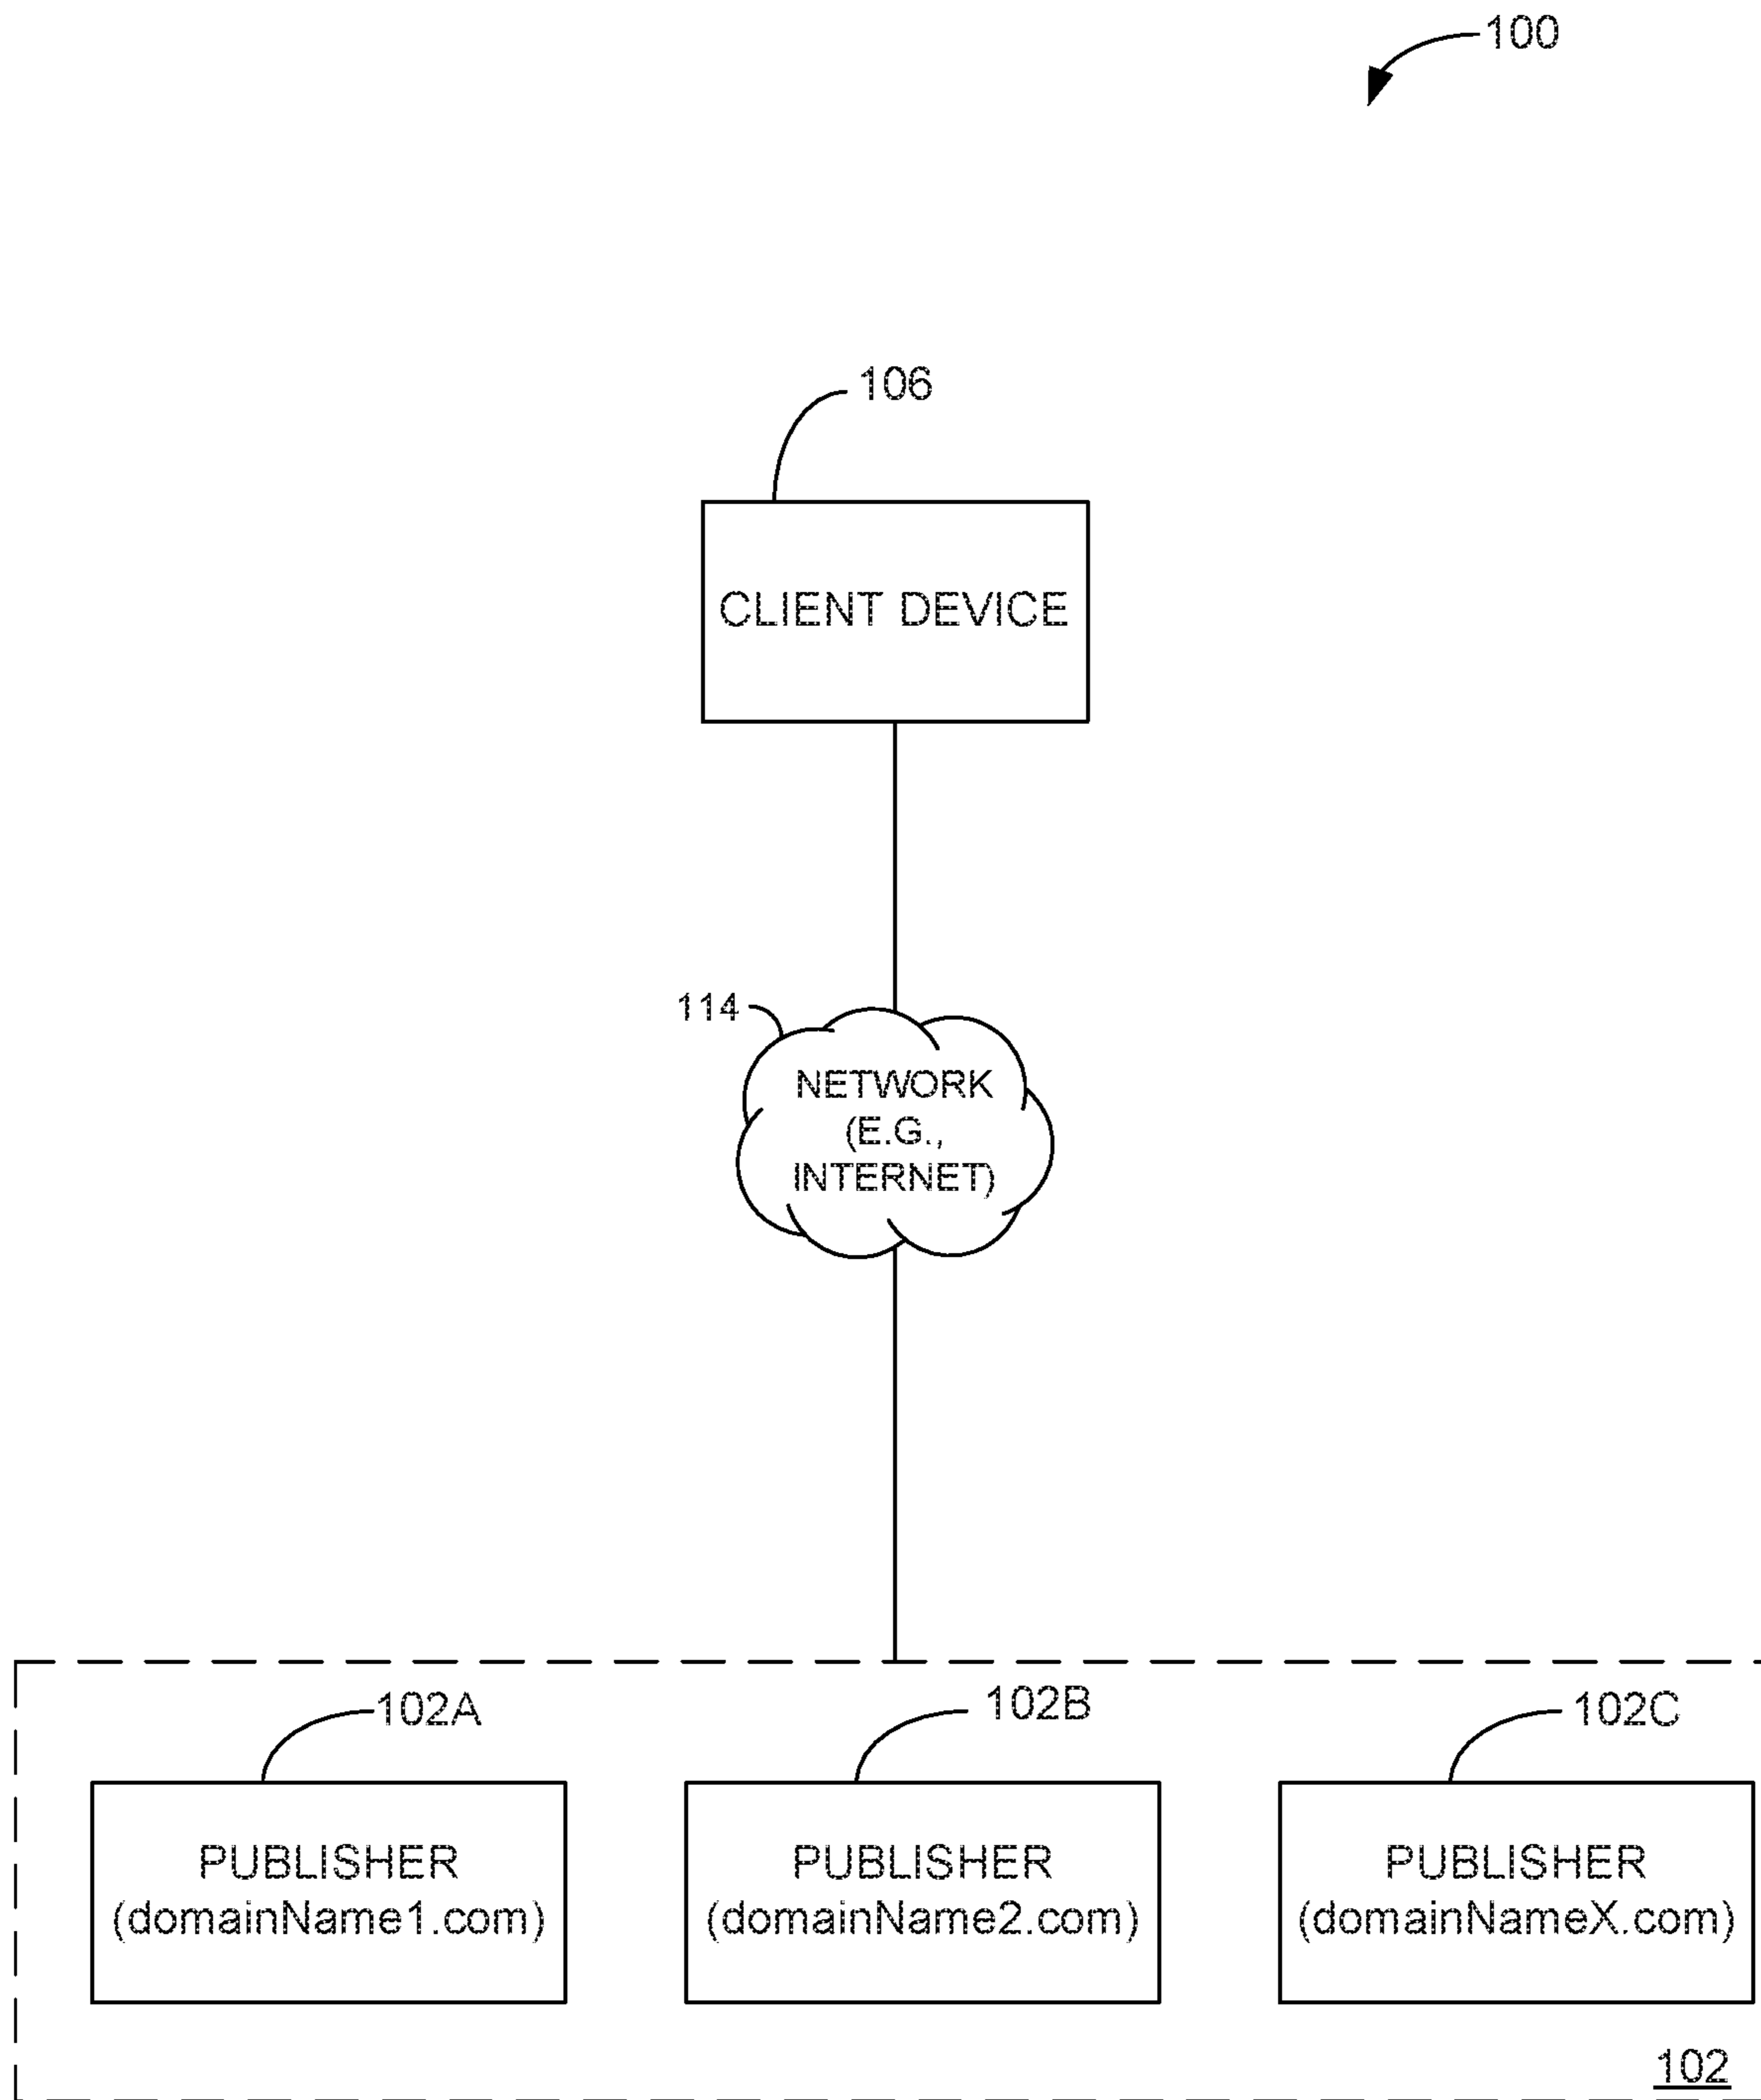 100
106
CLIENT DEVICE
114
NETWORK
(E.G.,
INTERNET)
102A
102B
102C
PUBLISHER
(domainName1.com)
PUBLISHER
(domainName2.com)
PUBLISHER
(domainNameX.com)
102